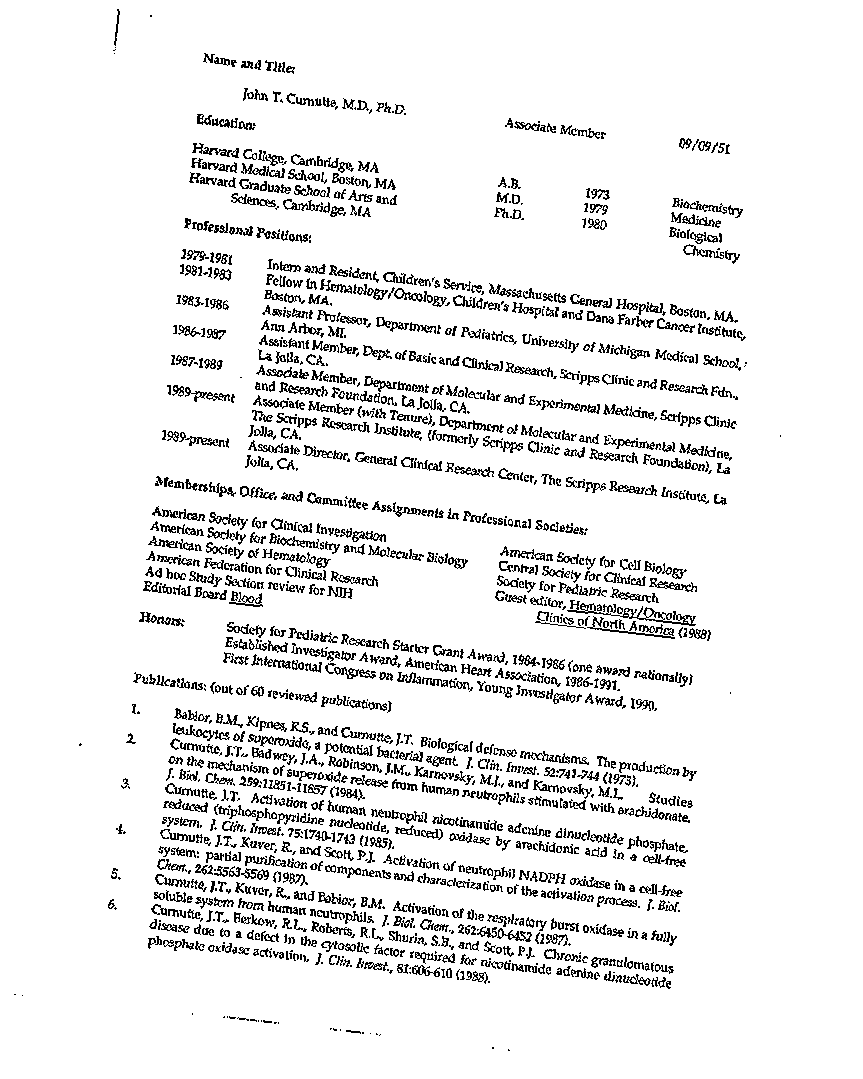 Name and Title:
John T. Curnutte, M.D., Ph.D. Associate Member 09/09/51
Education:
Harvard College, Cambridge, MA A.B. 1973 Biochemistry
Harvard Medical School, Boston, MA M.D. 1979 Medicine
Harvard Graduate School of Arts and Ph.D. 1980 Biological
Sciences, Cambridge, MA Chemistry
Professional Positions:
1979-1981 Intern and Resident, Children's Service, Massachusetts General Hospital, Boston, MA.
1981-1983 Fellow in Hematology/Oncology, Children's Hospital and Dana Farber Cancer Institute,
Boston, MA.
1983-1986 Assistant Professor, Department of Pediatrics, University of Michigan Medical School,
Ann Arbor, MI.
1986-1987 Assistant Member, Dept. of Basic and Clinical Research, Scripps Clinic and Research Fdn.,
La Jolla, CA.
1987-1989 Associate Member, Department of Molecular and Experimental Medicine, Scripps Clinic
and Research Foundation, La Jolla, CA.
1989-present Associate Member (with Tenure), Department of Molecular and Experimental Medicine,
The Scripps Research Institute, (formerly Scripps Clinic and Research Foundation), La
Jolla, CA.
1989-present Associate Director, General Clinical Research Center, The Scripps Research Institute, La
Jolla, CA.
Memberships, Office, and Committee Assignments in Professional Societies:
American Society for Clinical Investigation American Society for Cell Biology
American Society for Biochemistry and Molecular Biology Central Society for Clinical Research
American Society of Hematology Society for Pediatric Research
American Federation for Clinical Research Guest editor, Hematology/Oncology
Ad hoc Study Section review for NIH Clinics of North America (1988)
Editorial Board Blood
Honors: Society for Pediatric Research Starter Grant Award, 1984-1986 (one award nationally)
Established Investigator Award, American Heart Association, 1986-1991.
First International Congress on Inflammation, Young Investigator Award, 1990.
Publications: (out of 60 reviewed publications)
1. Babior, B.M., Kipnes, R.S., and Curnutte, J.T. Biological defense mechanisms. The production by
leukocytes of superoxide, a potential bacterial agent. J. Clin. Invest. 52:741-744 (1973).
2. Curnutte, J.T., Badwey, J.A., Robinson, J.M., Karnovsky, M.J., and Karnovsky, M.L. Studies
on the mechanism of superoxide release from human neutrophils stimulated with arachidonate.
J. Biol. Chem. 259:11851-11857 (1984).
3. Curnutte, J.T. Activation of human neutrophil nicotinamide adenine dinucleotide phosphate,
reduced (triphosphopyridine nucleotide, reduced) oxidase by arachidonic acid in a cell-free
system. J. Clin. Invest. 75:1740-1743 (1985).
4. Curnutte, J.T., Kuver, R., and Scott, P.J. Activation of neutrophil NADPH oxidase in a cell-free
system: partial purification of components and characterization of the activation process. J. Biol.
Chem., 262:5563-5569 (1987).
5. Curnutte, J.T., Kuver, R., and Babior, B.M. Activation of the respiratory burst oxidase in a fully
soluble system from human neutrophils. J. Biol. Chem., 262:6450-6452 (1987).
6. Curnutte, J.T., Berkow, R.L., Roberts, R.L., Shurin, S.B., and Scott, P.J. Chronic granulomatous
disease due to a defect in the cytosolic factor required for nicotinamide adenine dinucleotide
phosphate oxidase activation. J. Clin. Invest., 81:606-610 (1988).